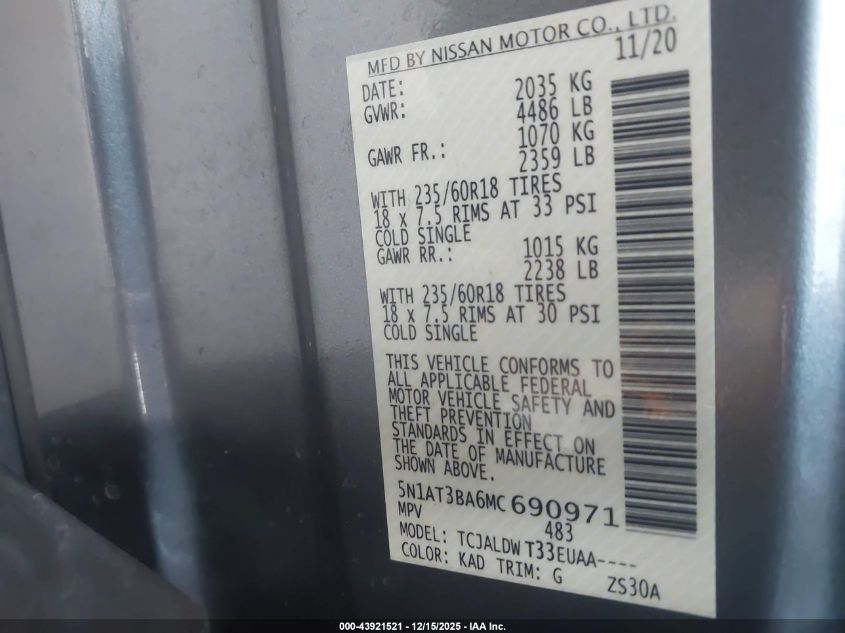 MFD BY NISSAN MOTOR CO., LTD.
DATE: 11/20
GVWR: 2035 KG
4486 LB
GAWR FR.: 1070 KG
2359 LB
WITH 235/60R18 TIRES
18 x 7.5 RIMS AT 33 PSI
COLD SINGLE
GAWR RR.: 1015 KG
2238 LB
WITH 235/60R18 TIRES
18 x 7.5 RIMS AT 30 PSI
COLD SINGLE
THIS VEHICLE CONFORMS TO
ALL APPLICABLE FEDERAL
MOTOR VEHICLE SAFETY AND
THEFT PREVENTION
STANDARDS IN EFFECT ON
THE DATE OF MANUFACTURE
SHOWN ABOVE.
5N1AT3BA6MC690971
MPV 483
MODEL: TCJALDW T33EUAA----
COLOR: KAD TRIM: G ZS30A
000-43921521 - 12/15/2025 - IAA Inc.